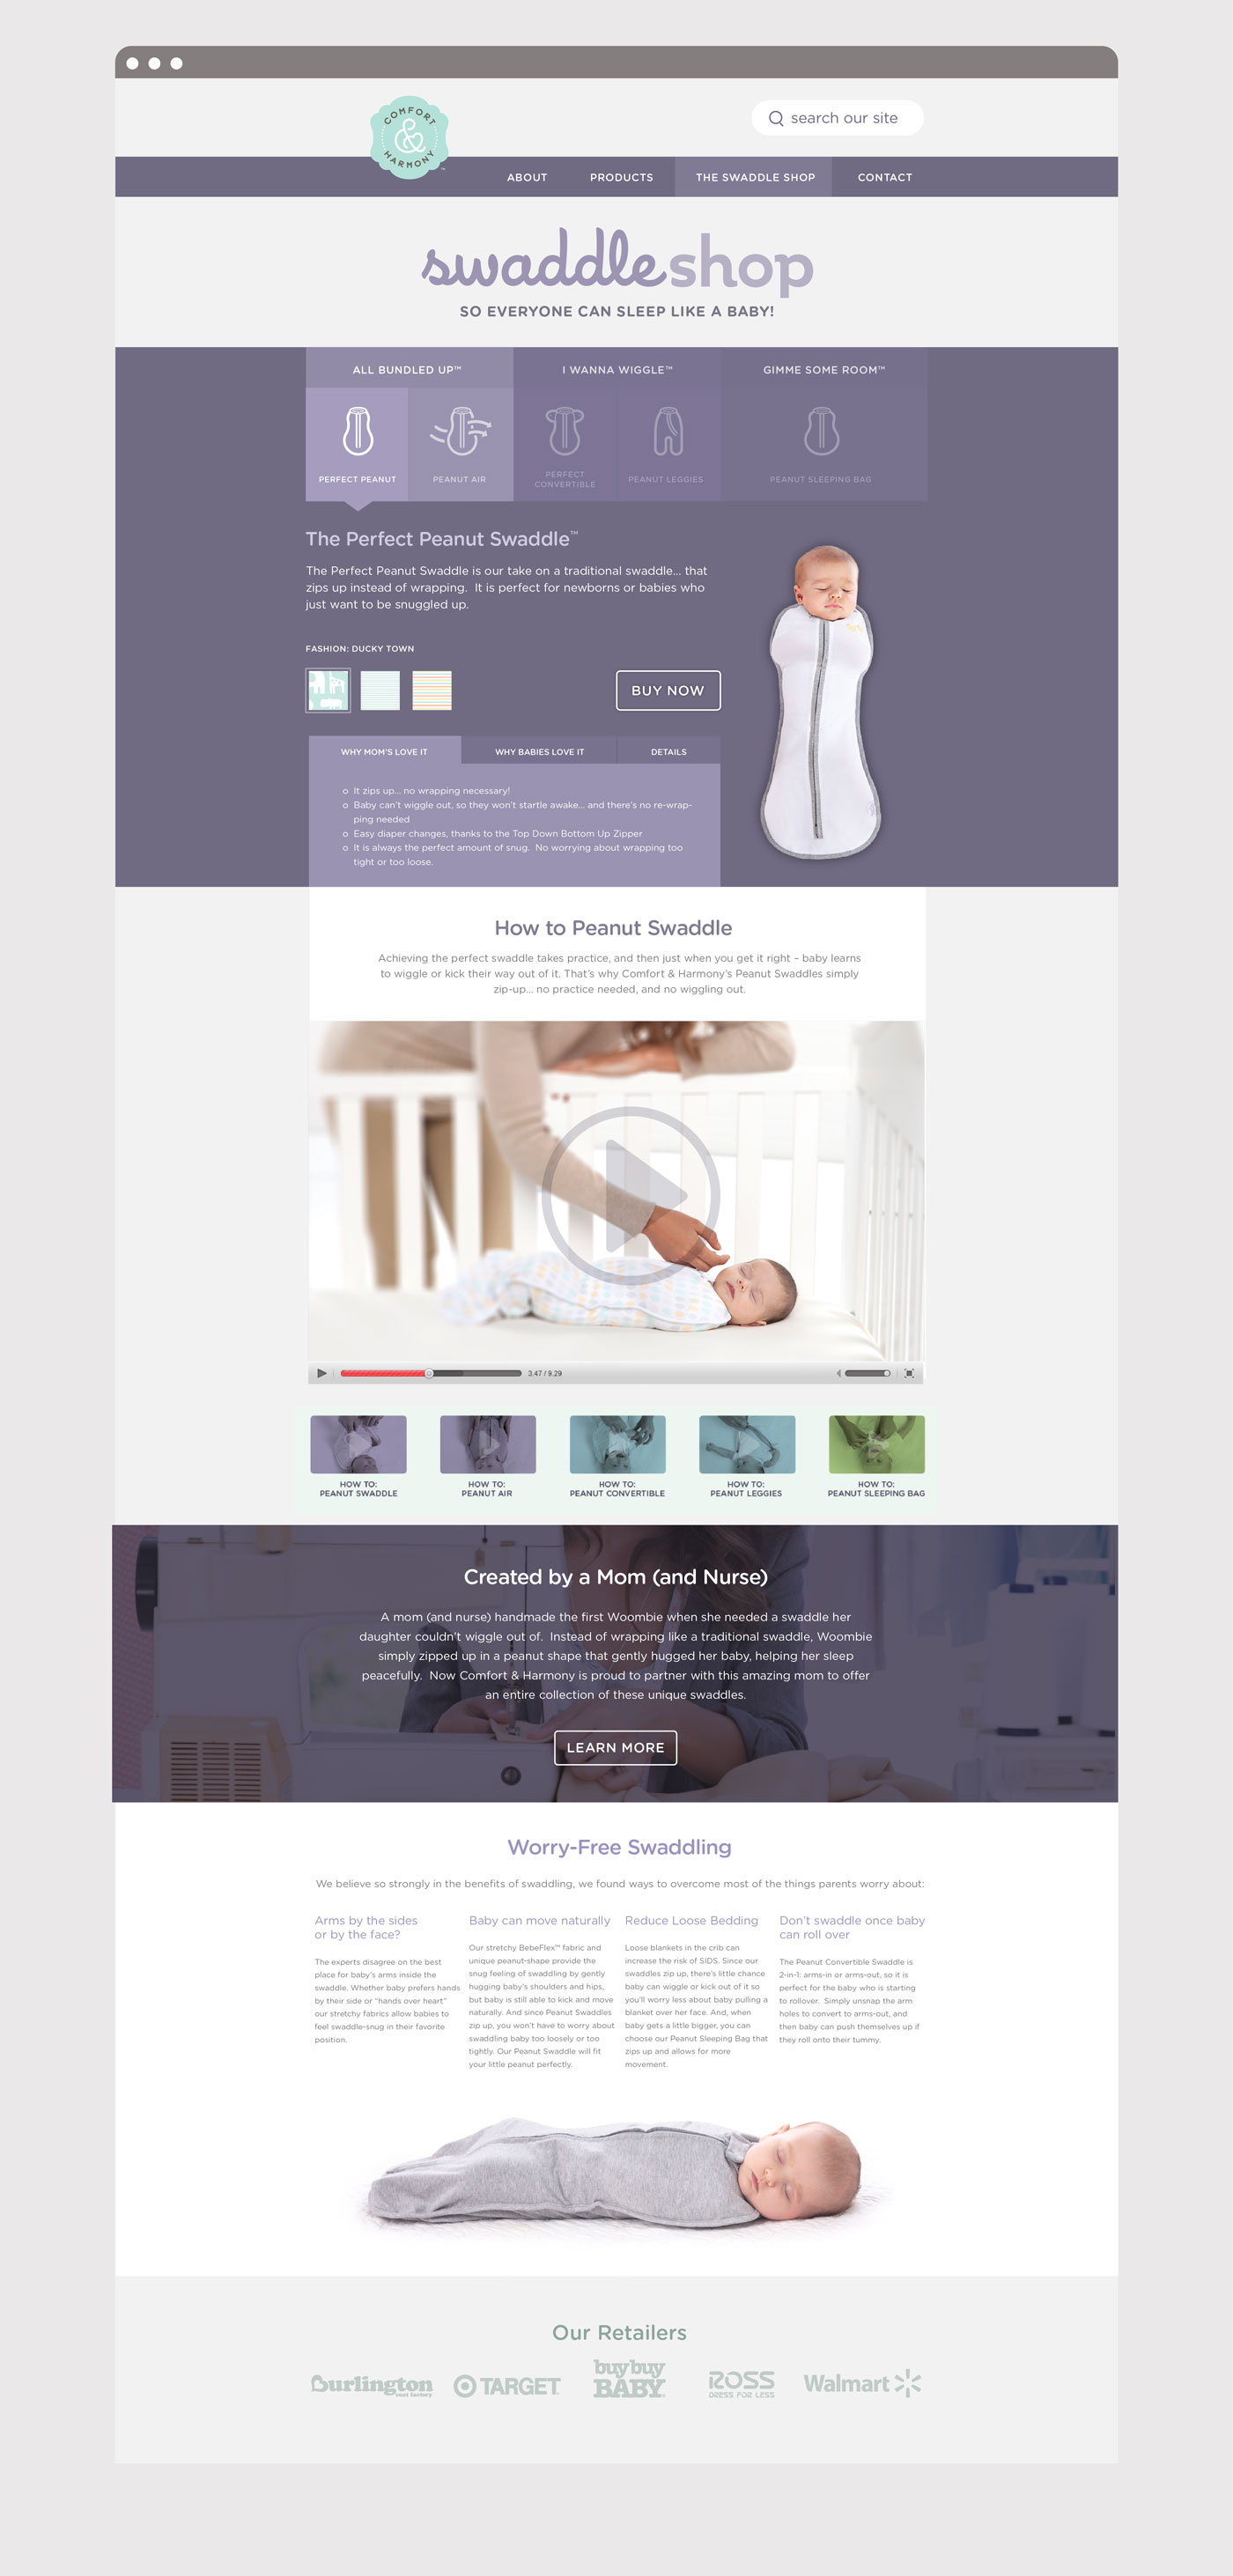 COMFORT
&
HARMONY
™
search our site
ABOUT PRODUCTS THE SWADDLE SHOP CONTACT
swaddleshop
SO EVERYONE CAN SLEEP LIKE A BABY!
ALL BUNDLED UP™ I WANNA WIGGLE™ GIMME SOME ROOM™
PERFECT PEANUT PEANUT AIR PERFECT
CONVERTIBLE PEANUT LEGGIES PEANUT SLEEPING BAG
The Perfect Peanut Swaddle™
The Perfect Peanut Swaddle is our take on a traditional swaddle... that
zips up instead of wrapping. It is perfect for newborns or babies who
just want to be snuggled up.
FASHION: DUCKY TOWN
BUY NOW
WHY MOM'S LOVE IT WHY BABIES LOVE IT DETAILS
o It zips up... no wrapping necessary!
o Baby can't wiggle out, so they won't startle awake... and there's no re-wrap-
ping needed
o Easy diaper changes, thanks to the Top Down Bottom Up Zipper
o It is always the perfect amount of snug. No worrying about wrapping too
tight or too loose.
How to Peanut Swaddle
Achieving the perfect swaddle takes practice, and then just when you get it right – baby learns
to wiggle or kick their way out of it. That's why Comfort & Harmony's Peanut Swaddles simply
zip-up... no practice needed, and no wiggling out.
3.47 / 9.29
HOW TO:
PEANUT SWADDLE
HOW TO:
PEANUT AIR
HOW TO:
PEANUT CONVERTIBLE
HOW TO:
PEANUT LEGGIES
HOW TO:
PEANUT SLEEPING BAG
Created by a Mom (and Nurse)
A mom (and nurse) handmade the first Woombie when she needed a swaddle her
daughter couldn't wiggle out of. Instead of wrapping like a traditional swaddle, Woombie
simply zipped up in a peanut shape that gently hugged her baby, helping her sleep
peacefully. Now Comfort & Harmony is proud to partner with this amazing mom to offer
an entire collection of these unique swaddles.
LEARN MORE
Worry-Free Swaddling
We believe so strongly in the benefits of swaddling, we found ways to overcome most of the things parents worry about:
Arms by the sides
or by the face?
The experts disagree on the best
place for baby's arms inside the
swaddle. Whether baby prefers hands
by their side or "hands over heart"
our stretchy fabrics allow babies to
feel swaddle-snug in their favorite
position.
Baby can move naturally
Our stretchy BebeFlex™ fabric and
unique peanut-shape provide the
snug feeling of swaddling by gently
hugging baby's shoulders and hips,
but baby is still able to kick and move
naturally. And since Peanut Swaddles
zip up, you won't have to worry about
swaddling baby too loosely or too
tightly. Our Peanut Swaddle will fit
your little peanut perfectly.
Reduce Loose Bedding
Loose blankets in the crib can
increase the risk of SIDS. Since our
swaddles zip up, there's little chance
baby can wiggle or kick out of it so
you'll worry less about baby pulling a
blanket over her face. And, when
baby gets a little bigger, you can
choose our Peanut Sleeping Bag that
zips up and allows for more
movement.
Don't swaddle once baby
can roll over
The Peanut Convertible Swaddle is
2-in-1: arms-in or arms-out, so it is
perfect for the baby who is starting
to rollover. Simply unsnap the arm
holes to convert to arms-out, and
then baby can push themselves up if
they roll onto their tummy.
Our Retailers
Burlington
coat factory
TARGET
buybuy
BABY
ROSS
DRESS FOR LESS
Walmart